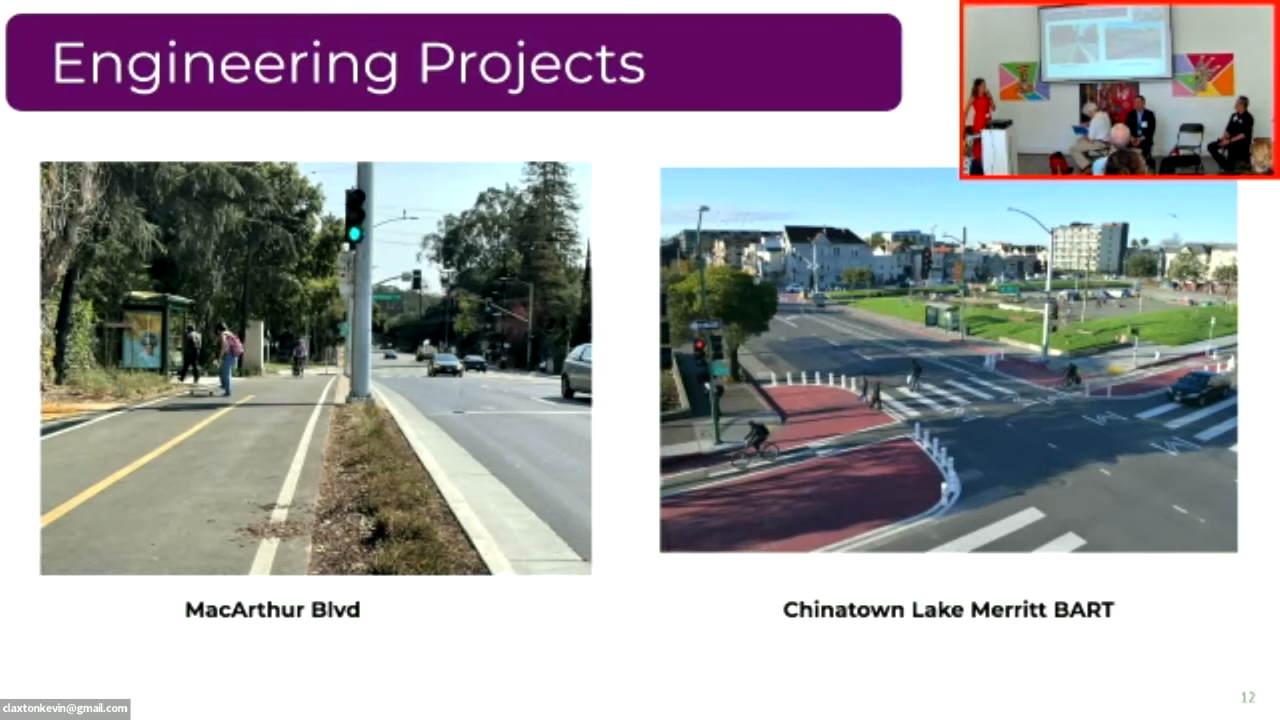 Engineering Projects
MacArthur Blvd
Chinatown Lake Merritt BART
claxtonkevin@gmail.com
12